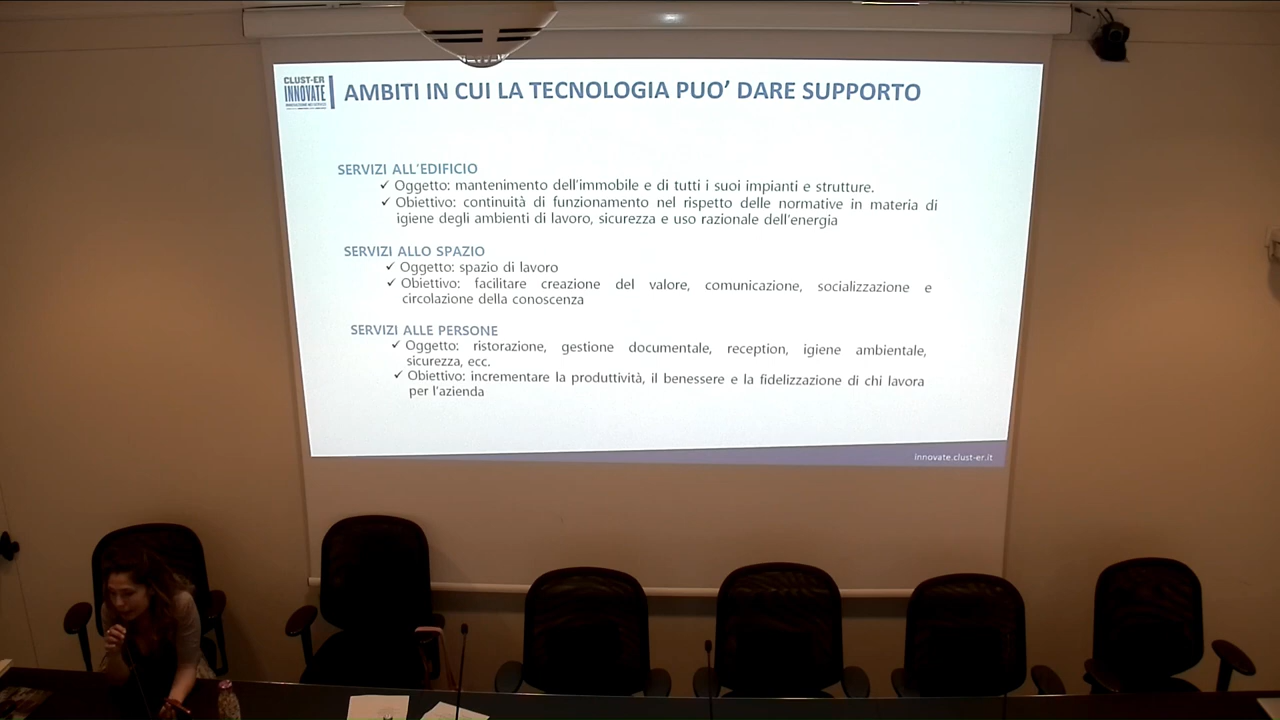 CLUST-ER
INNOVATE
AMBITI IN CUI LA TECNOLOGIA PUO’ DARE SUPPORTO
SERVIZI ALL’EDIFICIO
✓ Oggetto: mantenimento dell’immobile e di tutti i suoi impianti e strutture.
✓ Obiettivo: continuità di funzionamento nel rispetto delle normative in materia di
igiene degli ambienti di lavoro, sicurezza e uso razionale dell’energia
SERVIZI ALLO SPAZIO
✓ Oggetto: spazio di lavoro
✓ Obiettivo: facilitare creazione del valore, comunicazione, socializzazione e
circolazione della conoscenza
SERVIZI ALLE PERSONE
✓ Oggetto: ristorazione, gestione documentale, reception, igiene ambientale,
sicurezza, ecc.
✓ Obiettivo: incrementare la produttività, il benessere e la fidelizzazione di chi lavora
per l’azienda
innovate.clust-er.it